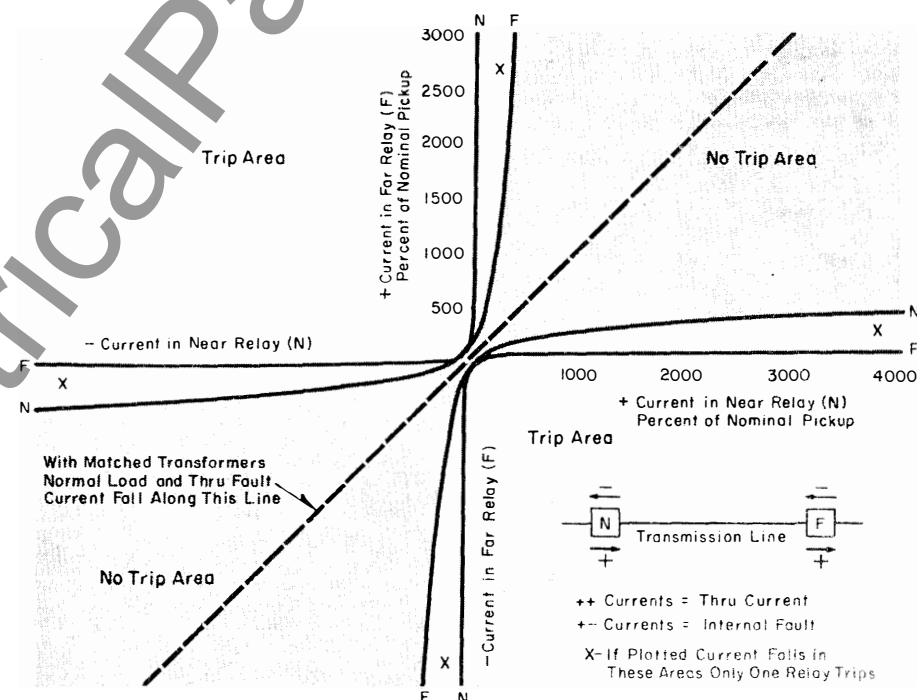 N F
3000
X
2500
2000
1500
1000
500
+ Current in Far Relay (F)
Percent of Nominal Pickup
Trip Area
No Trip Area
- Current in Near Relay (N)
F
X
N
N
X
F
1000 2000 3000 4000
+ Current in Near Relay (N)
Percent of Nominal Pickup
Trip Area
With Matched Transformers
Normal Load and Thru Fault
Current Fall Along This Line
No Trip Area
-Current in Far Relay (F)
- -
N F
Transmission Line
+ +
++ Currents = Thru Current
+- Currents = Internal Fault
X-If Plotted Current Falls in
These Areas Only One Relay Trips
X
F N
tricalPa